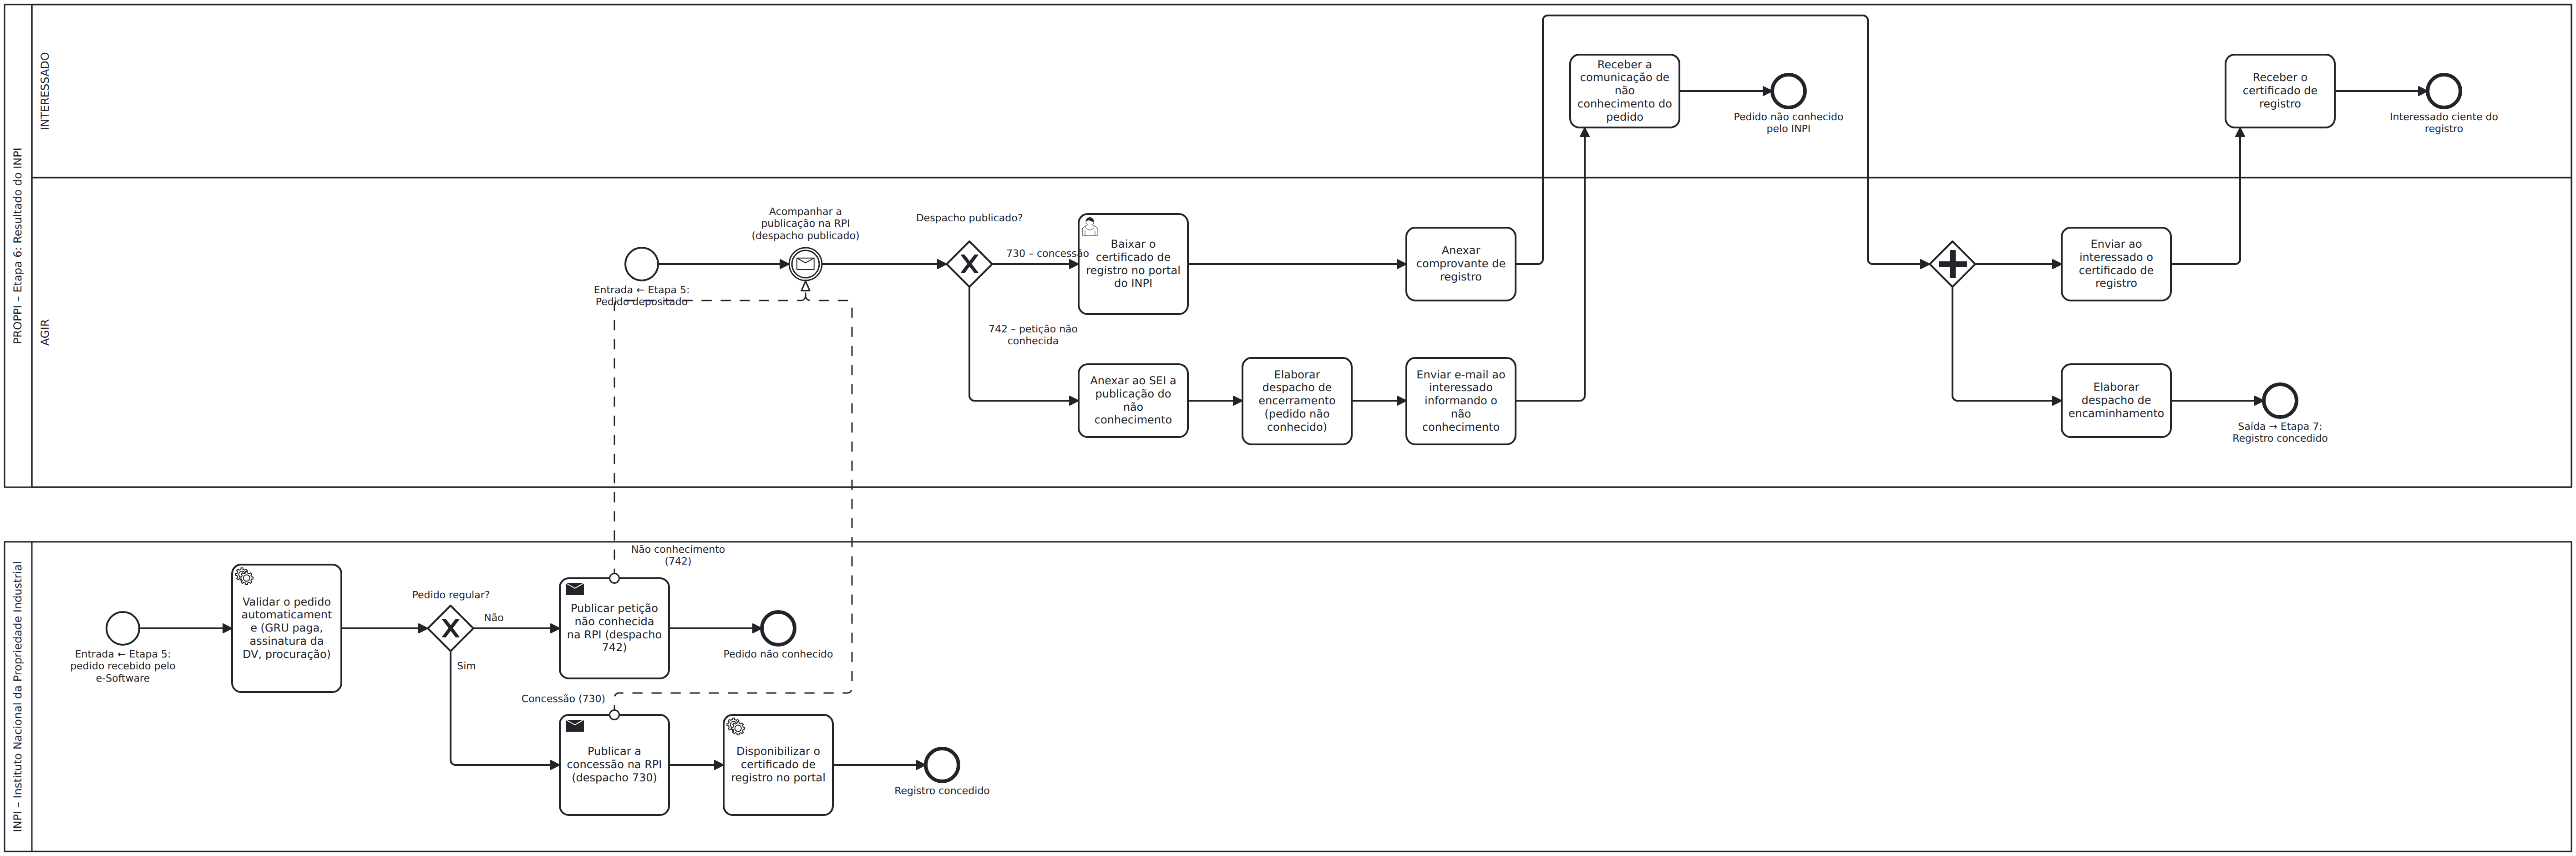 PROPPI – Etapa 6: Resultado do INPI
INTERESSADO
Receber a
comunicação de
não
conhecimento do
pedido
Pedido não conhecido
pelo INPI
Receber o
certificado de
registro
Interessado ciente do
registro
AGIR
Entrada ← Etapa 5:
Pedido depositado
Acompanhar a
publicação na RPI
(despacho publicado)
Despacho publicado?
730 – concessão
742 – petição não
conhecida
Baixar o
certificado de
registro no portal
do INPI
Anexar
comprovante de
registro
Anexar ao SEI a
publicação do
não
conhecimento
Elaborar
despacho de
encerramento
(pedido não
conhecido)
Enviar e-mail ao
interessado
informando o
não
conhecimento
Enviar ao
interessado o
certificado de
registro
Elaborar
despacho de
encaminhamento
Saída → Etapa 7:
Registro concedido
INPI – Instituto Nacional da Propriedade Industrial
Entrada ← Etapa 5:
pedido recebido pelo
e-Software
Validar o pedido
automaticament
e (GRU paga,
assinatura da
DV, procuração)
Pedido regular?
Não
Sim
Não conhecimento
(742)
Publicar petição
não conhecida
na RPI (despacho
742)
Pedido não conhecido
Concessão (730)
Publicar a
concessão na RPI
(despacho 730)
Disponibilizar o
certificado de
registro no portal
Registro concedido